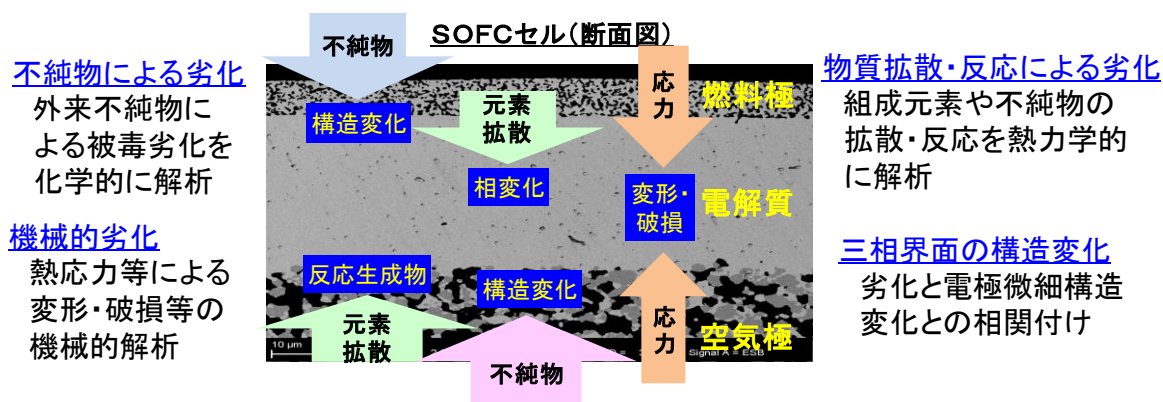 SOFCセル(断面図)
不純物による劣化
外来不純物に
よる被毒劣化を
化学的に解析
機械的劣化
熱応力等による
変形・破損等の
機械的解析
不純物
構造変化
元素
拡散
相変化
応
力
燃料極
変形・
破損
電解質
反応生成物
構造変化
元素
拡散
不純物
応
力
空気極
10 µm
Signal A = ESB
物質拡散・反応による劣化
組成元素や不純物の
拡散・反応を熱力学的
に解析
三相界面の構造変化
劣化と電極微細構造
変化との相関付け